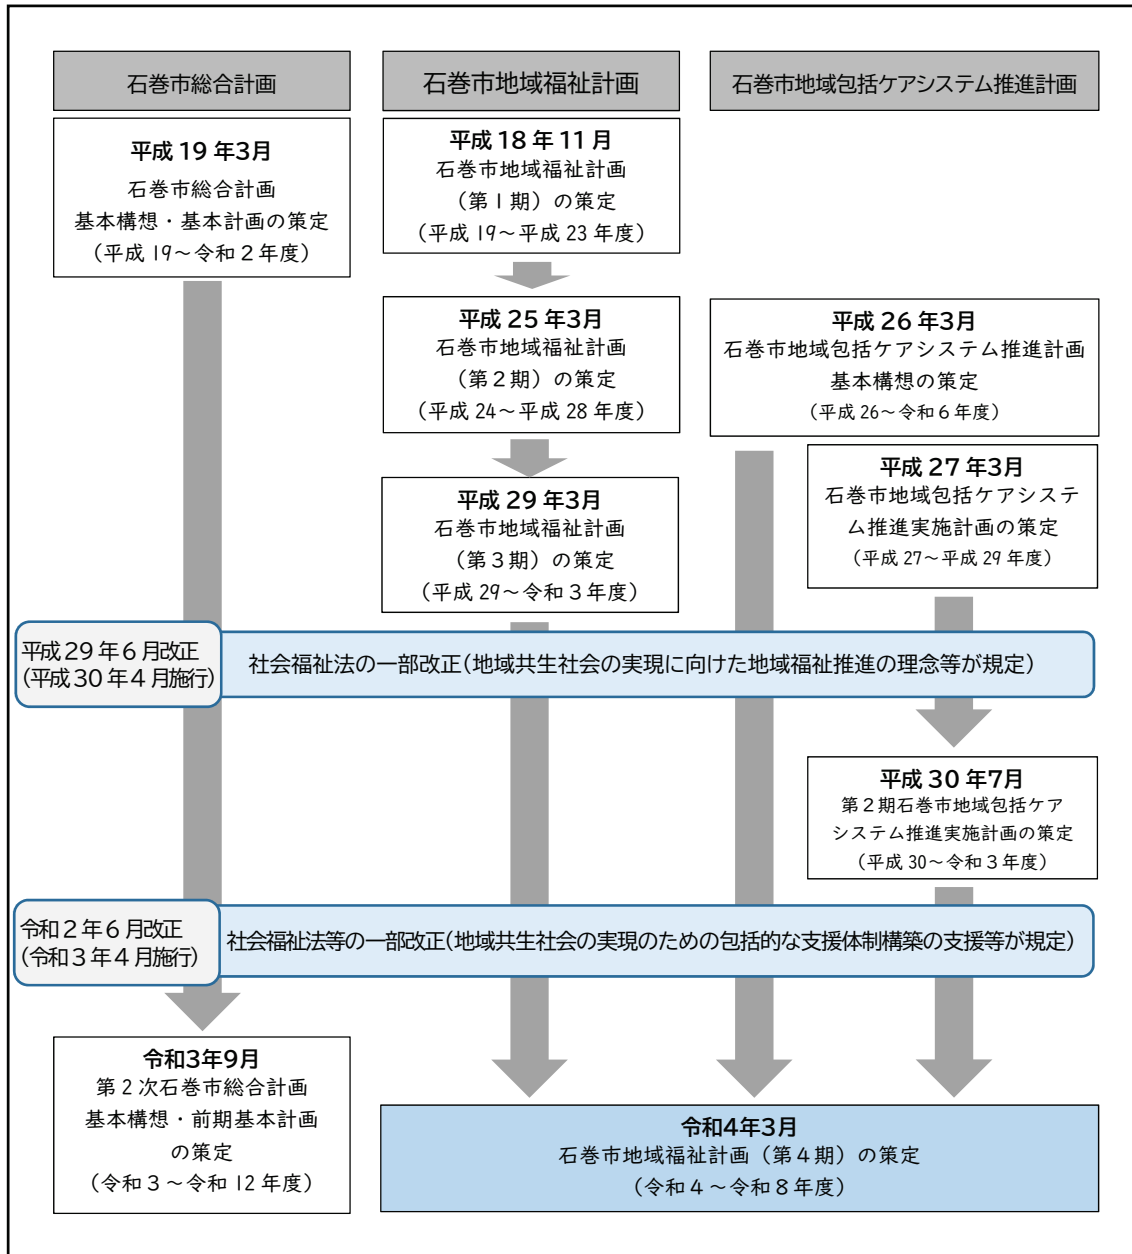 石巻市総合計画
石巻市地域福祉計画
石巻市地域包括ケアシステム推進計画
平成 19 年3月
石巻市総合計画
基本構想・基本計画の策定
（平成 19～令和２年度）
平成 18 年 11 月
石巻市地域福祉計画
（第１期）の策定
（平成 19～平成 23 年度）
平成 25 年3月
石巻市地域福祉計画
（第２期）の策定
（平成 24～平成 28 年度）
平成 26 年3月
石巻市地域包括ケアシステム推進計画
基本構想の策定
（平成 26～令和６年度）
平成 27 年3月
石巻市地域包括ケアシステ
ム推進実施計画の策定
（平成 27～平成 29 年度）
平成 29 年3月
石巻市地域福祉計画
（第３期）の策定
（平成 29～令和３年度）
平成 29 年６月改正
(平成 30 年４月施行)
社会福祉法の一部改正(地域共生社会の実現に向けた地域福祉推進の理念等が規定)
平成 30 年7月
第２期石巻市地域包括ケア
システム推進実施計画の策定
（平成 30～令和３年度）
令和２年６月改正
(令和３年４月施行)
社会福祉法等の一部改正(地域共生社会の実現のための包括的な支援体制構築の支援等が規定)
令和3年9月
第２次石巻市総合計画
基本構想・前期基本計画
の策定
（令和３～令和 12 年度）
令和4年3月
石巻市地域福祉計画（第４期）の策定
（令和４～令和８年度）